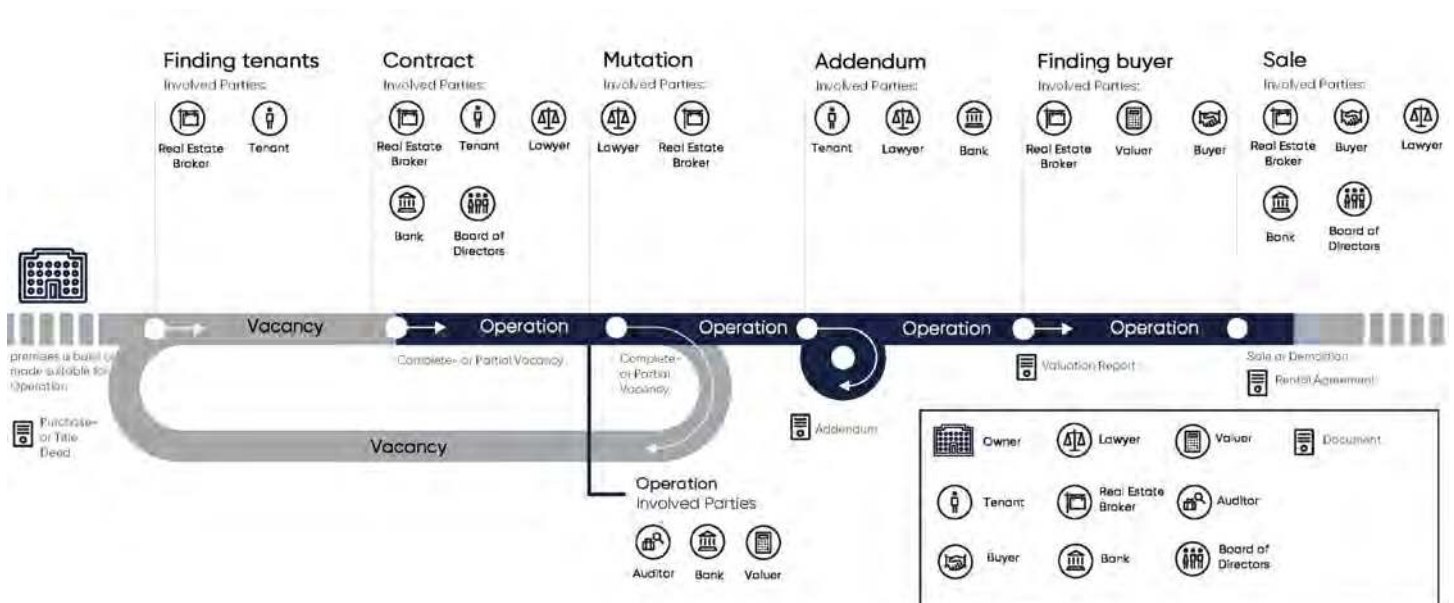 Finding tenants
Involved Parties:
Real Estate
Broker
Tenant
Contract
Involved Parties:
Real Estate
Broker
Tenant
Lawyer
Bank
Board of
Directors
Mutation
Involved Parties:
Lawyer
Real Estate
Broker
Addendum
Involved Parties:
Tenant
Lawyer
Bank
Finding buyer
Involved Parties:
Real Estate
Broker
Valuer
Buyer
Sale
Involved Parties:
Real Estate
Broker
Buyer
Lawyer
Bank
Board of
Directors
Vacancy
Operation
Operation
Operation
Operation
premises
made suitable for
Operation
Purchase-
or Title
Deed
Complete- or Partial Vacancy
Complete-
or Partial
Vacancy
Addendum
Valuation Report
Sale or Demolition
Rental Agreement
Vacancy
Operation
Involved Parties
Auditor
Bank
Valuer
Owner
Lawyer
Valuer
Document
Tenant
Real Estate
Broker
Auditor
Buyer
Bank
Board of
Directors